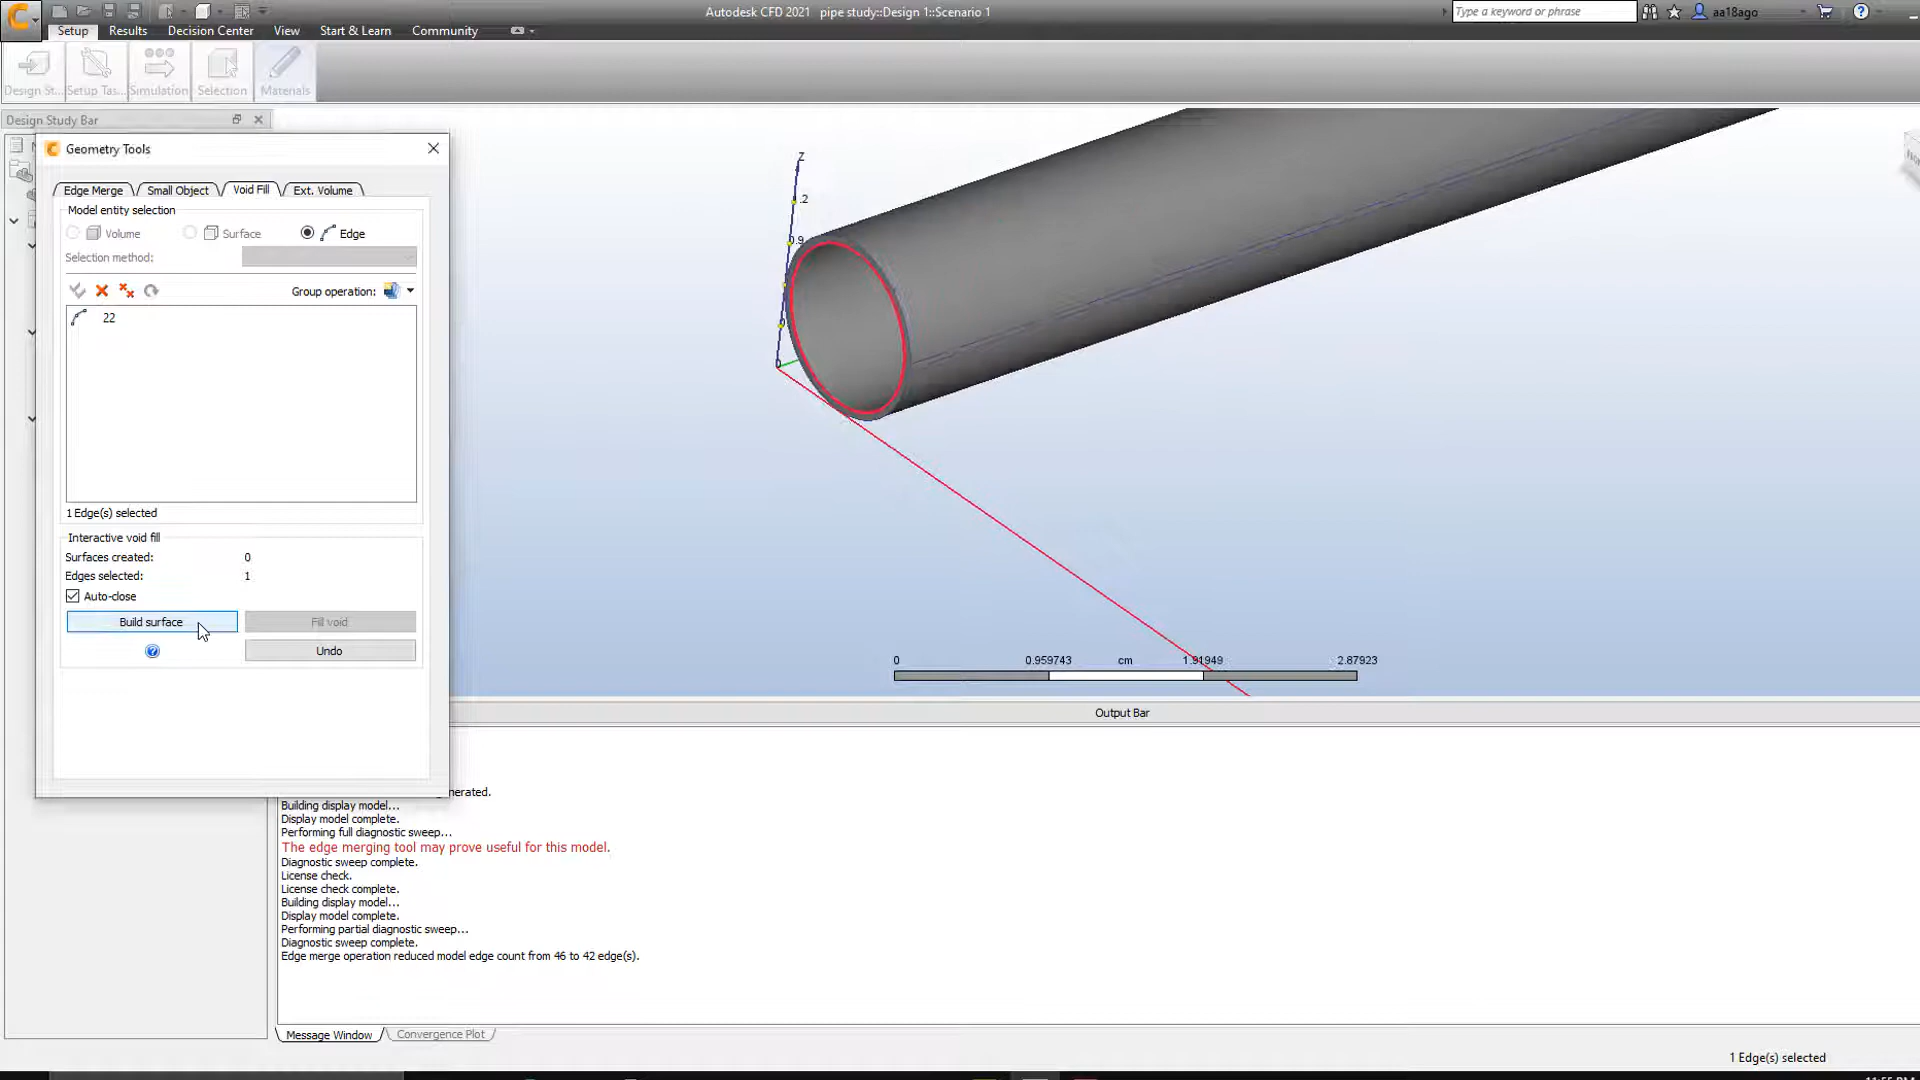 Autodesk CFD 2021 pipe study::Design 1::Scenario 1
Type a keyword or phrase
aa18ago
Setup Results Decision Center View Start & Learn Community
Design St... Setup Tas... Simulation Selection Materials
Design Study Bar
Geometry Tools
Edge Merge Small Object Void Fill Ext. Volume
Model entity selection
Volume Surface Edge
Selection method:
Group operation:
22
1 Edge(s) selected
Interactive void fill
Surfaces created: 0
Edges selected: 1
Auto-close
Build surface Fill void
Undo
Z
.2
0.9
0
0 0.959743 cm 1.91949 2.87923
Output Bar
nerated.
Building display model...
Display model complete.
Performing full diagnostic sweep...
The edge merging tool may prove useful for this model.
Diagnostic sweep complete.
License check.
License check complete.
Building display model...
Display model complete.
Performing partial diagnostic sweep...
Diagnostic sweep complete.
Edge merge operation reduced model edge count from 46 to 42 edge(s).
Message Window Convergence Plot
1 Edge(s) selected